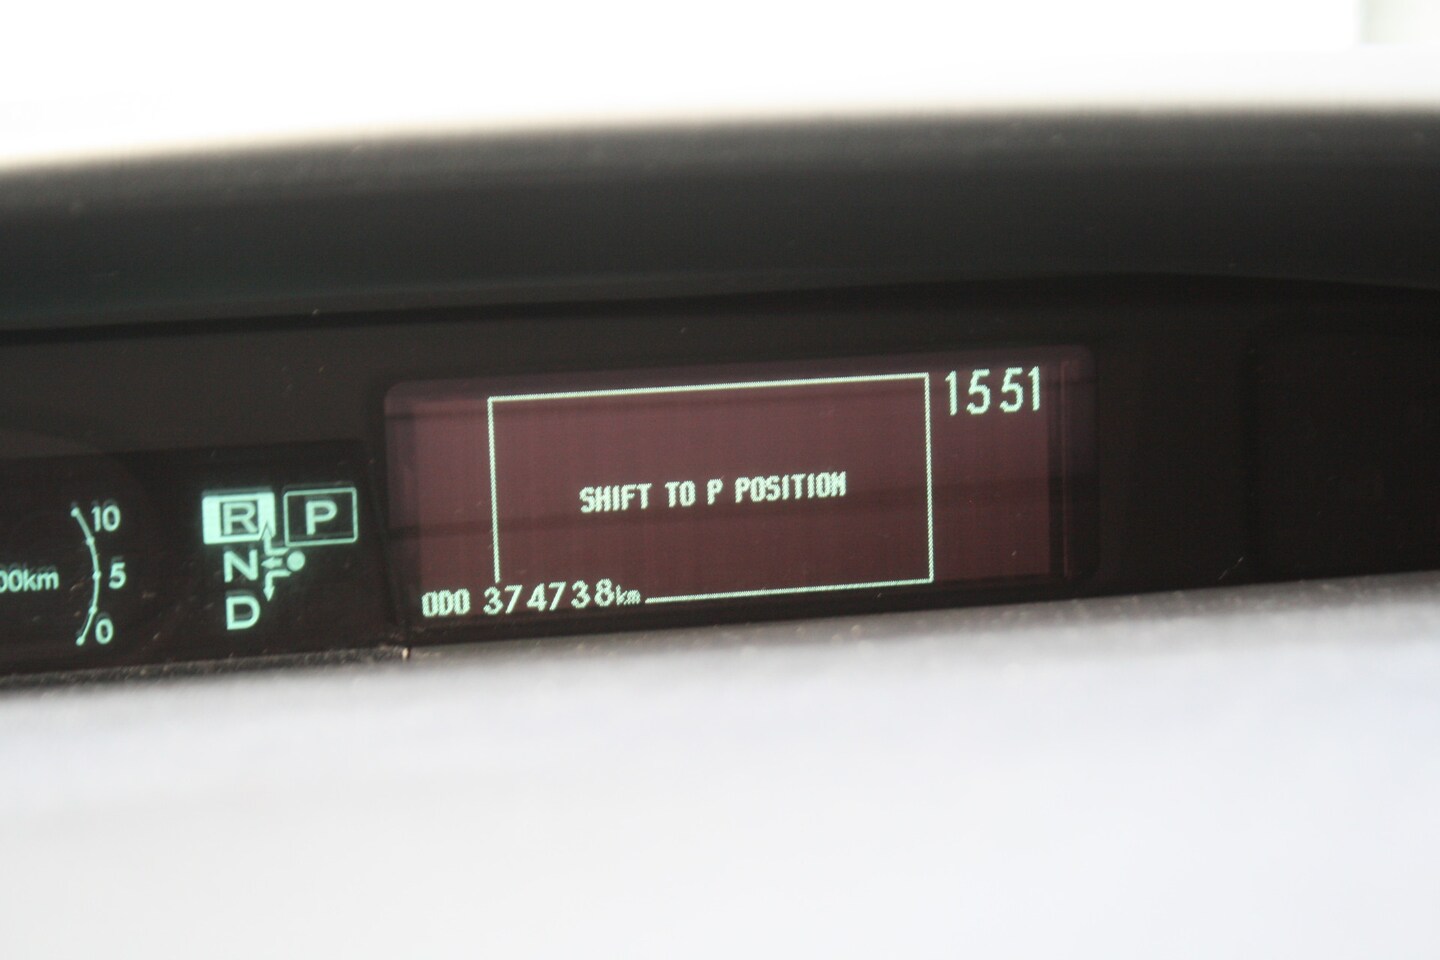 1551
SHIFT TO P POSITION
ODO 374738km
10
5
0
00km
R P
N
D